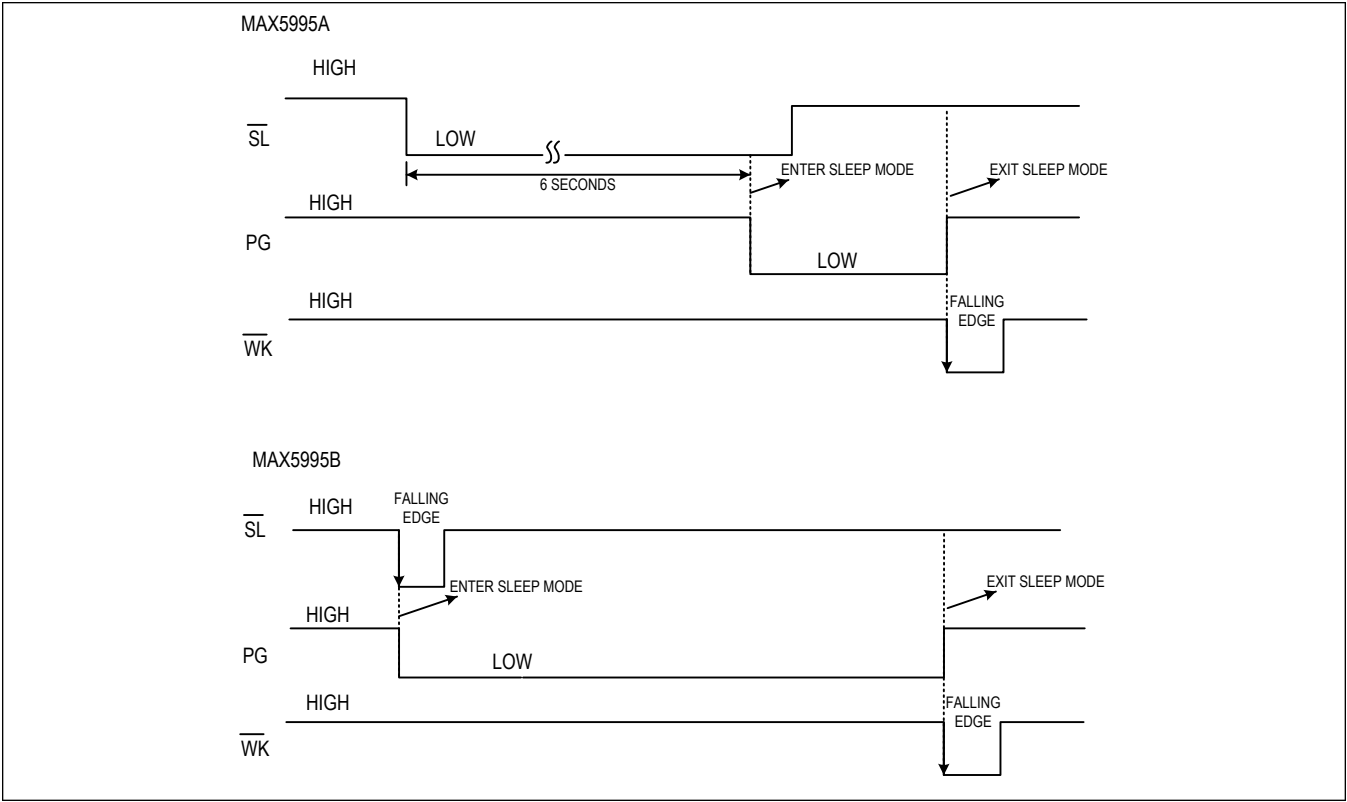 MAX5995A
HIGH
SL
LOW
6 SECONDS
ENTER SLEEP MODE
EXIT SLEEP MODE
HIGH
PG
LOW
HIGH
FALLING
EDGE
WK
MAX5995B
HIGH
FALLING
EDGE
SL
ENTER SLEEP MODE
EXIT SLEEP MODE
HIGH
PG
LOW
HIGH
FALLING
EDGE
WK